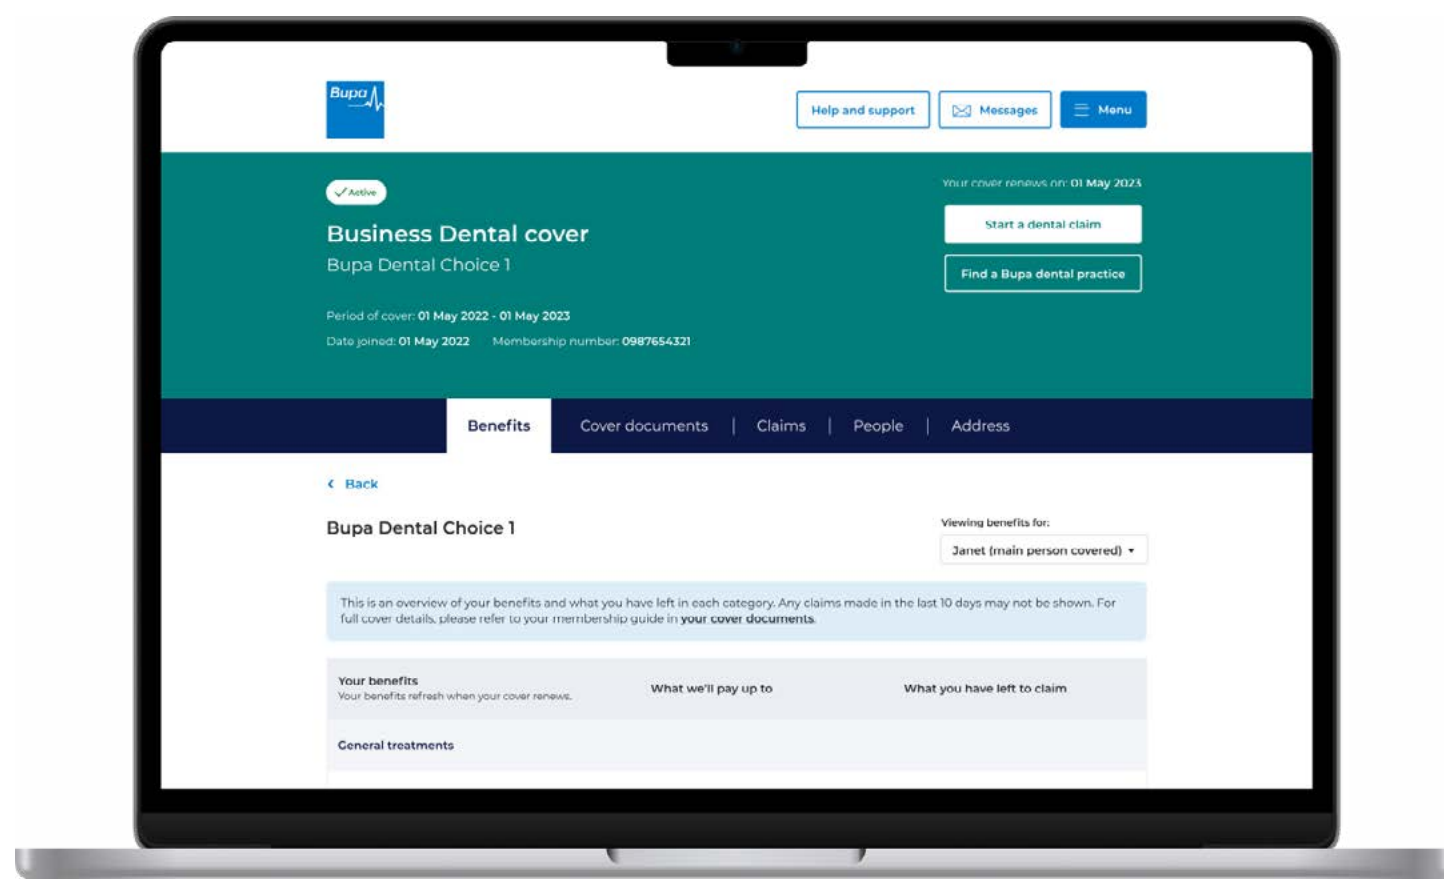 Bupa
Help and support
Messages
Menu
Active
Your cover renews on: 01 May 2023
Business Dental cover
Start a dental claim
Bupa Dental Choice 1
Find a Bupa dental practice
Period of cover: 01 May 2022 - 01 May 2023
Date joined: 01 May 2022 Membership number: 0987654321
Benefits
Cover documents | Claims | People | Address
Back
Bupa Dental Choice 1
Viewing benefits for:
Janet (main person covered)
This is an overview of your benefits and what you have left in each category. Any claims made in the last 10 days may not be shown. For
full cover details, please refer to your membership guide in your cover documents.
Your benefits
Your benefits refresh when your cover renews.
What we'll pay up to
What you have left to claim
General treatments